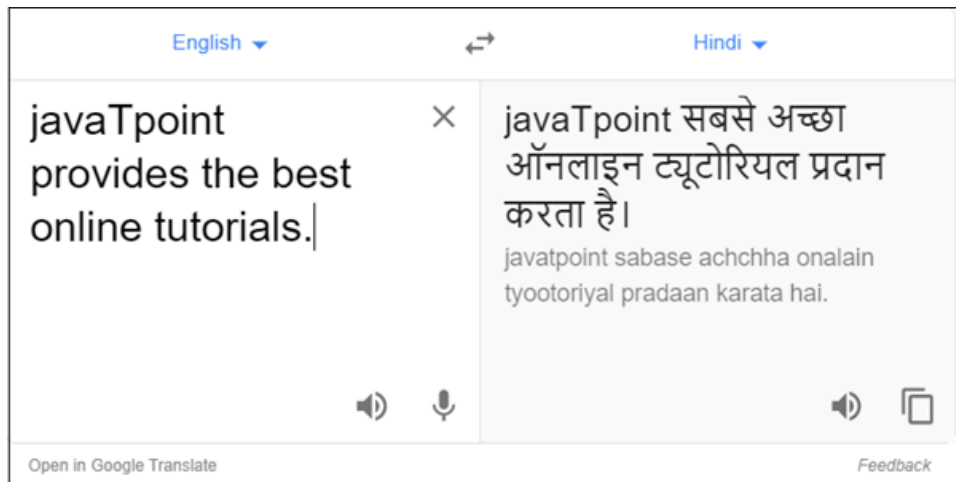 English
Hindi
javaTpoint
provides the best
online tutorials.
javaTpoint सबसे अच्छा
ऑनलाइन ट्यूटोरियल प्रदान
करता है।
javatpoint sabase achchha onalain
tyootoriyal pradaan karata hai.
Open in Google Translate
Feedback